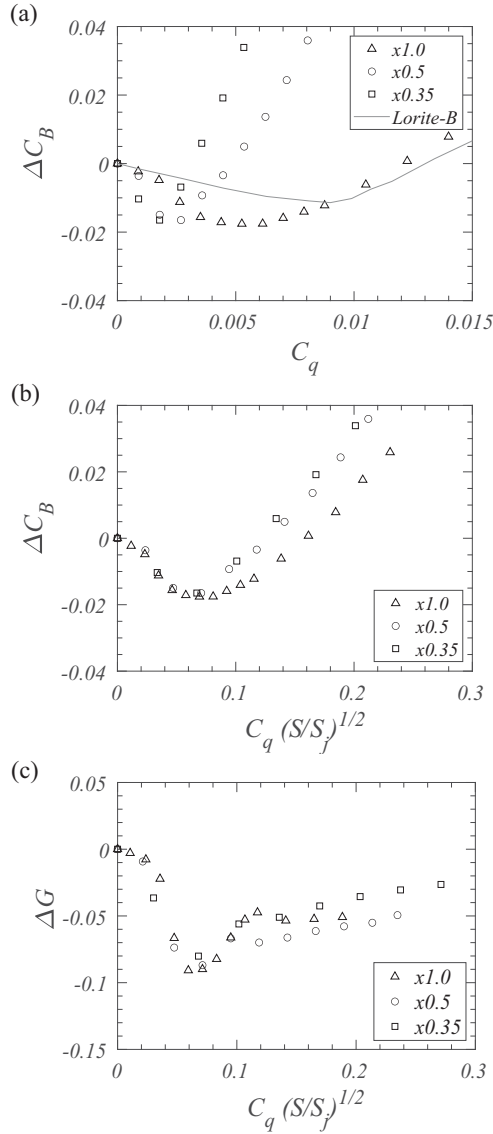 (a)
0.04
0.02
0
-0.02
-0.04
ΔC_B
x1.0
x0.5
x0.35
Lorite-B
0 0.005 0.01 0.015
C_q
(b)
0.04
0.02
0
-0.02
-0.04
ΔC_B
x1.0
x0.5
x0.35
0 0.1 0.2 0.3
C_q (S/S_j)^{1/2}
(c)
0.05
0
-0.05
-0.1
-0.15
ΔG
x1.0
x0.5
x0.35
0 0.1 0.2 0.3
C_q (S/S_j)^{1/2}